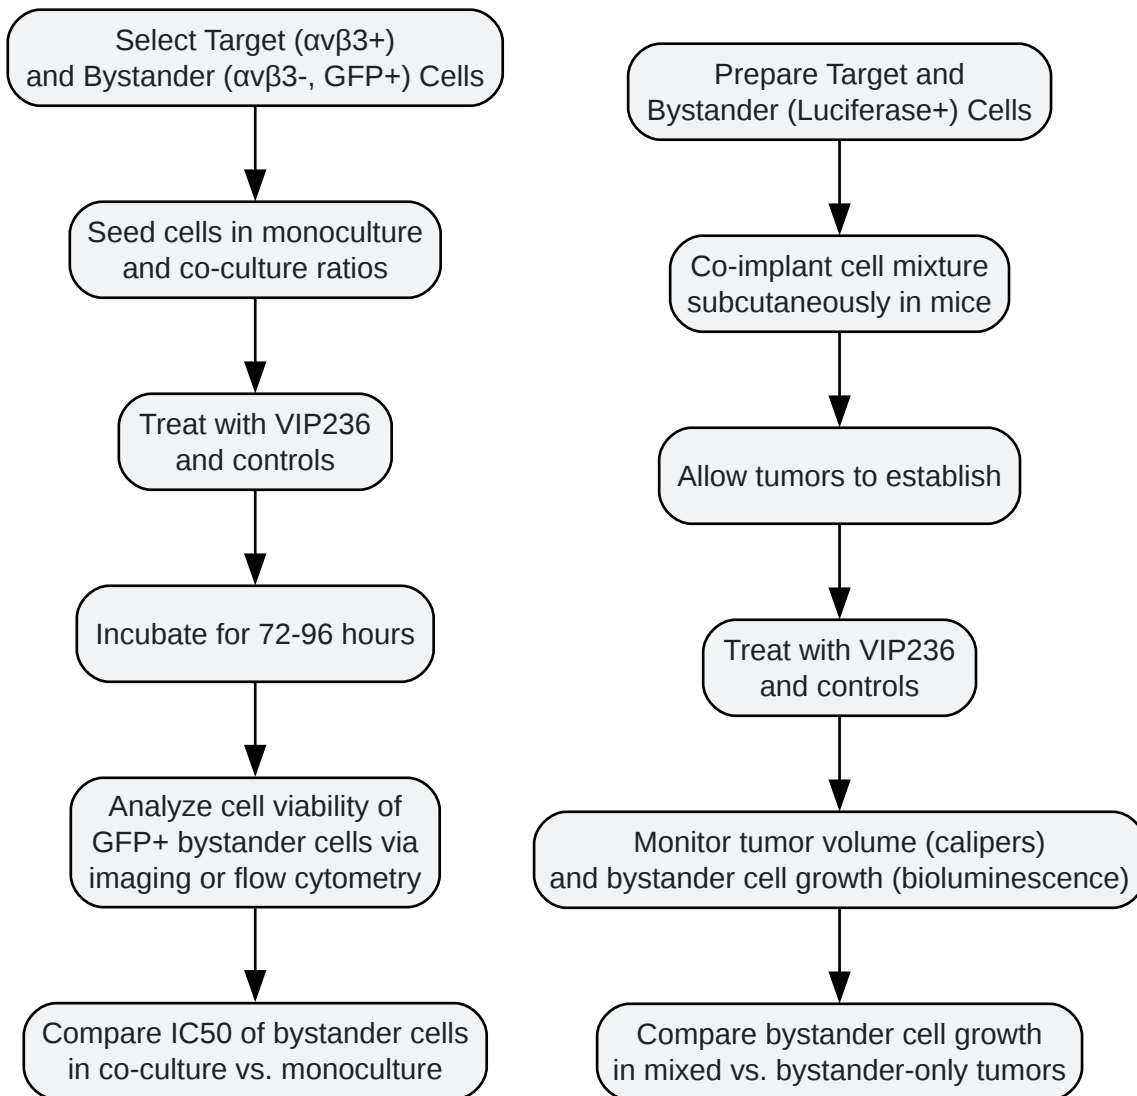 Select Target (αvβ3+)
and Bystander (αvβ3-, GFP+) Cells
Seed cells in monoculture
and co-culture ratios
Treat with VIP236
and controls
Incubate for 72-96 hours
Analyze cell viability of
GFP+ bystander cells via
imaging or flow cytometry
Compare IC50 of bystander cells
in co-culture vs. monoculture
Prepare Target and
Bystander (Luciferase+) Cells
Co-implant cell mixture
subcutaneously in mice
Allow tumors to establish
Treat with VIP236
and controls
Monitor tumor volume (calipers)
and bystander cell growth (bioluminescence)
Compare bystander cell growth
in mixed vs. bystander-only tumors